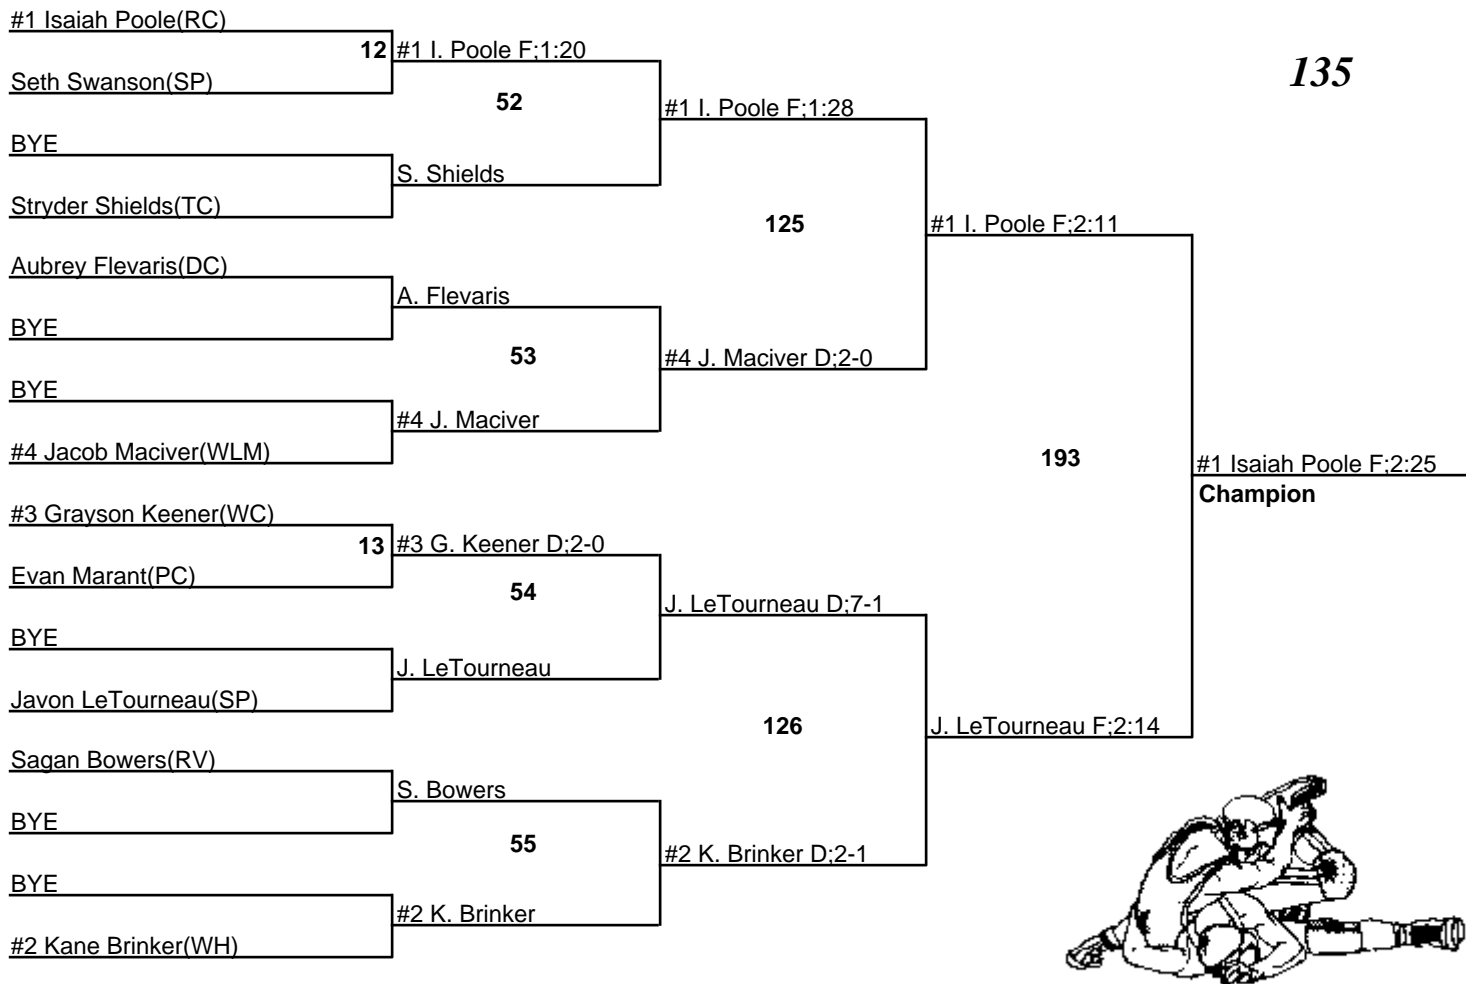 #1 Isaiah Poole(RC)
Seth Swanson(SP)
BYE
Stryder Shields(TC)
Aubrey Flevaris(DC)
BYE
BYE
#4 Jacob Maciver(WLM)
#3 Grayson Keener(WC)
Evan Marant(PC)
BYE
Javon LeTourneau(SP)
Sagan Bowers(RV)
BYE
BYE
#2 Kane Brinker(WH)
12
13
#1 I. Poole F;1:20
S. Shields
A. Flevaris
#4 J. Maciver
#3 G. Keener D;2-0
J. LeTourneau
S. Bowers
#2 K. Brinker
52
53
54
55
#1 I. Poole F;1:28
#4 J. Maciver D;2-0
J. LeTourneau D;7-1
#2 K. Brinker D;2-1
125
126
#1 I. Poole F;2:11
J. LeTourneau F;2:14
193
#1 Isaiah Poole F;2:25
Champion
135